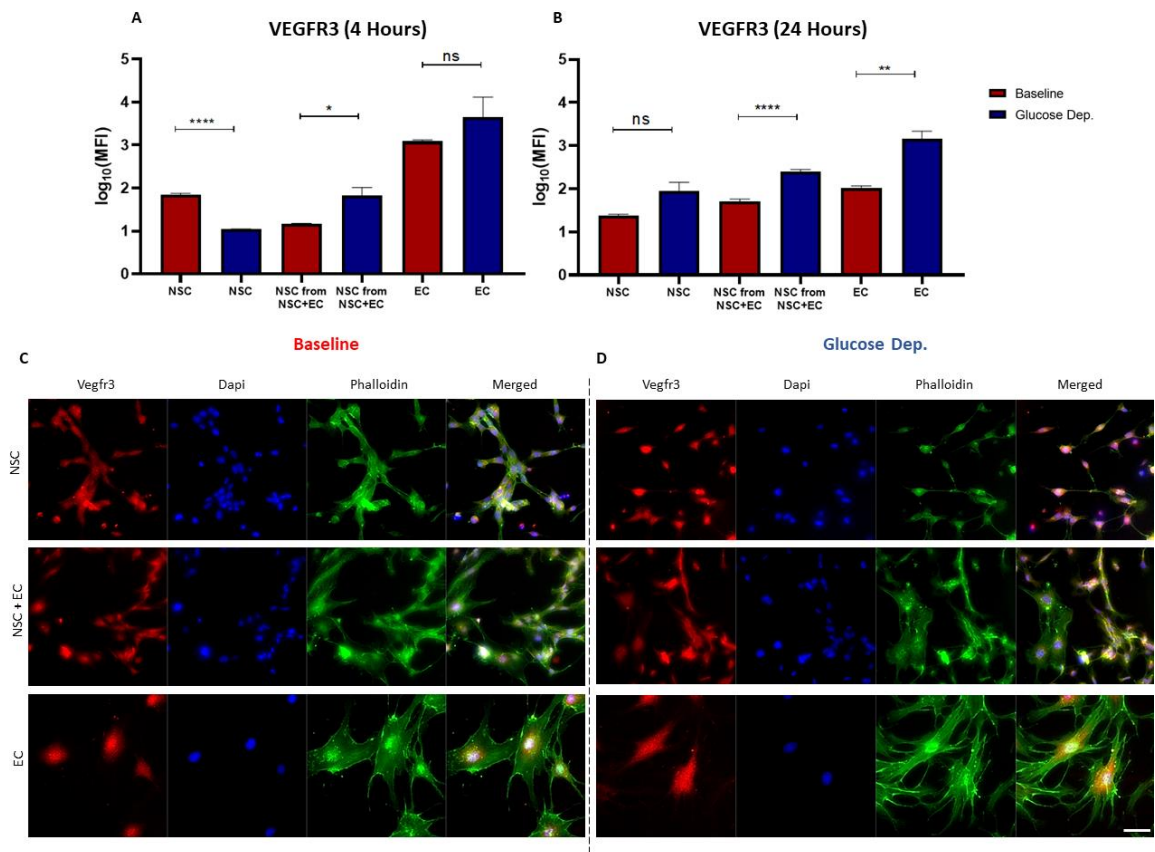 A
VEGFR3 (4 Hours)
5
4
3
2
1
0
log10(MFI)
****
*
ns
NSC
NSC
NSC from
NSC+EC
NSC from
NSC+EC
EC
EC
B
VEGFR3 (24 Hours)
5
4
3
2
1
0
log10(MFI)
ns
****
**
NSC
NSC
NSC from
NSC+EC
NSC from
NSC+EC
EC
EC
Baseline
Glucose Dep.
C
Baseline
Vegfr3 Dapi Phalloidin Merged
NSC
NSC + EC
EC
D
Glucose Dep.
Vegfr3 Dapi Phalloidin Merged